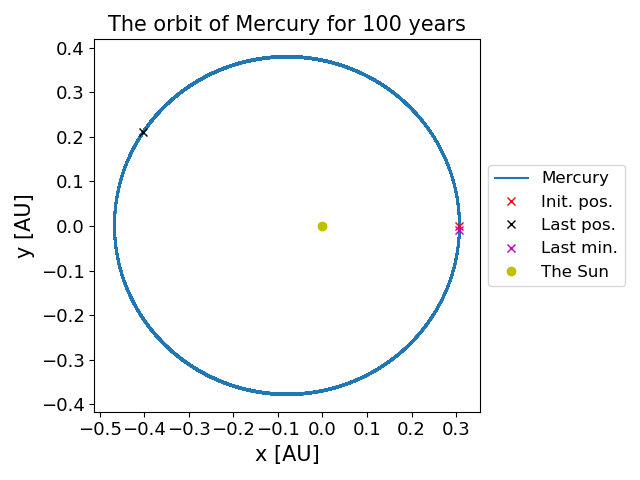 The orbit of Mercury for 100 years
0.4
0.3
0.2
0.1
0.0
−0.1
−0.2
−0.3
−0.4
y [AU]
−0.5 −0.4 −0.3 −0.2 −0.1 0.0 0.1 0.2 0.3
x [AU]
Mercury
Init. pos.
Last pos.
Last min.
The Sun